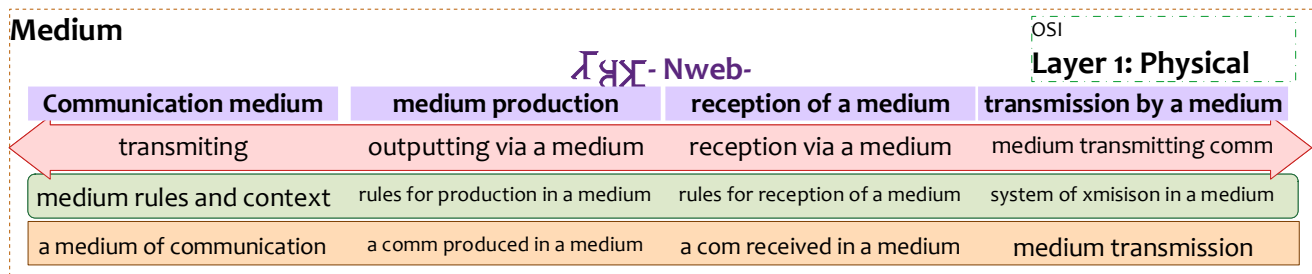 Medium
OSI
Layer 1: Physical
- Nweb-
Communication medium medium production reception of a medium transmission by a medium
transmiting outputting via a medium reception via a medium medium transmitting comm
medium rules and context rules for production in a medium rules for reception of a medium system of xmisison in a medium
a medium of communication a comm produced in a medium a com received in a medium medium transmission